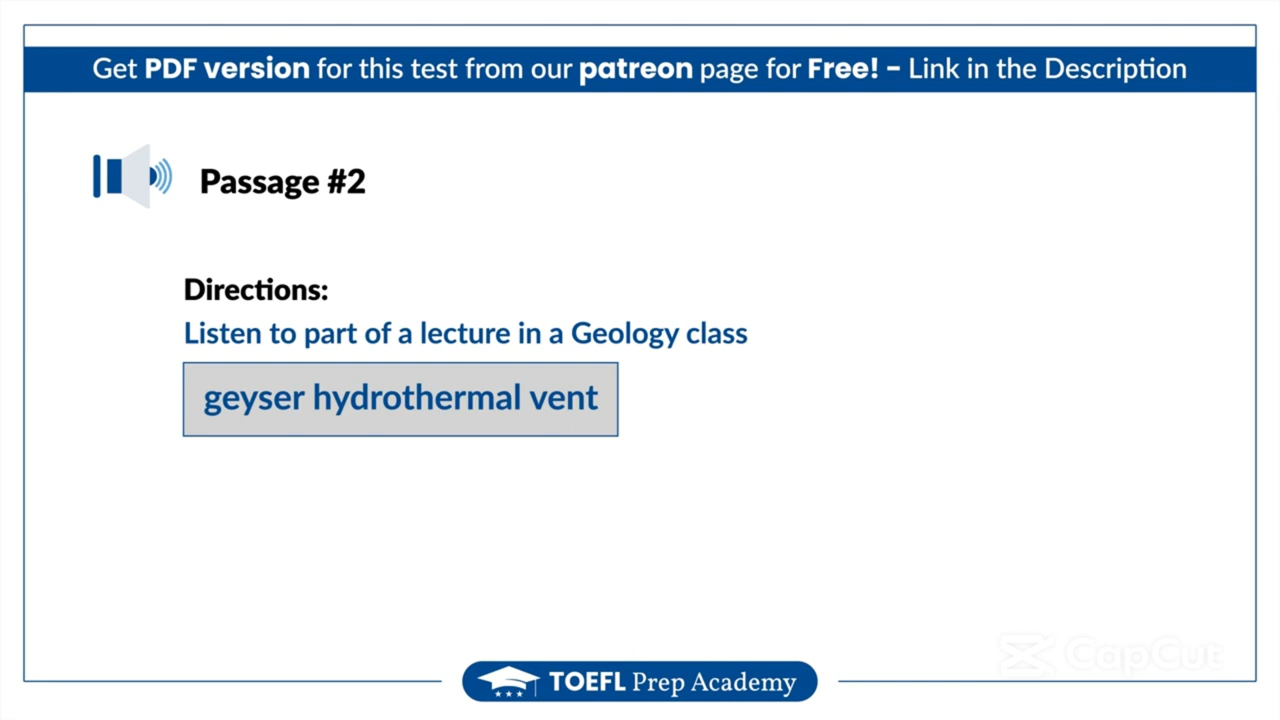 Get PDF version for this test from our patreon page for Free! – Link in the Description
Passage #2
Directions:
Listen to part of a lecture in a Geology class
geyser hydrothermal vent
CapCut
TOEFL Prep Academy